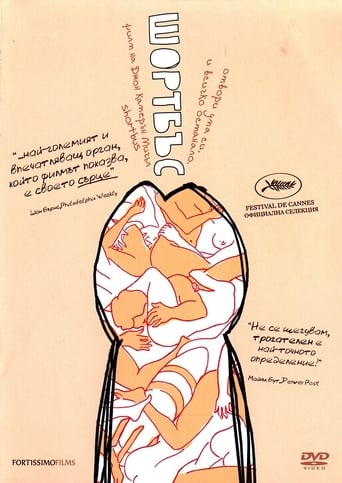 ШОРТБЪС
филм на Джон Камерън Мичъл
shortbus
отвори ума си.
и всичко останало.
"...най-големият и
впечатляващ орган,
който филмът показва,
е своето сърце..."
Шон Бърнс, Philadelphia Weekly
FESTIVAL DE CANNES
ОФИЦИАЛНА СЕЛЕКЦИЯ
"Не се шегувам,
трогателен е
най-точното
определение!"
Майкъл Бут, Denver Post
FORTISSIMOFILMS
DVD
VIDEO